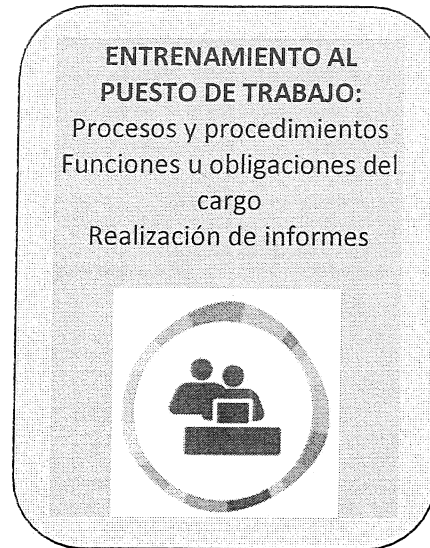 ENTRENAMIENTO AL
PUESTO DE TRABAJO:
Procesos y procedimientos
Funciones u obligaciones del
cargo
Realización de informes